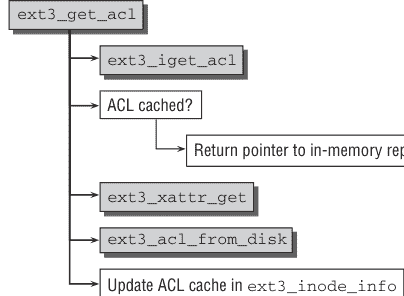 ext3_get_acl
ext3_iget_acl
ACL cached?
Return pointer to in-memory rep
ext3_xattr_get
ext3_acl_from_disk
Update ACL cache in ext3_inode_info